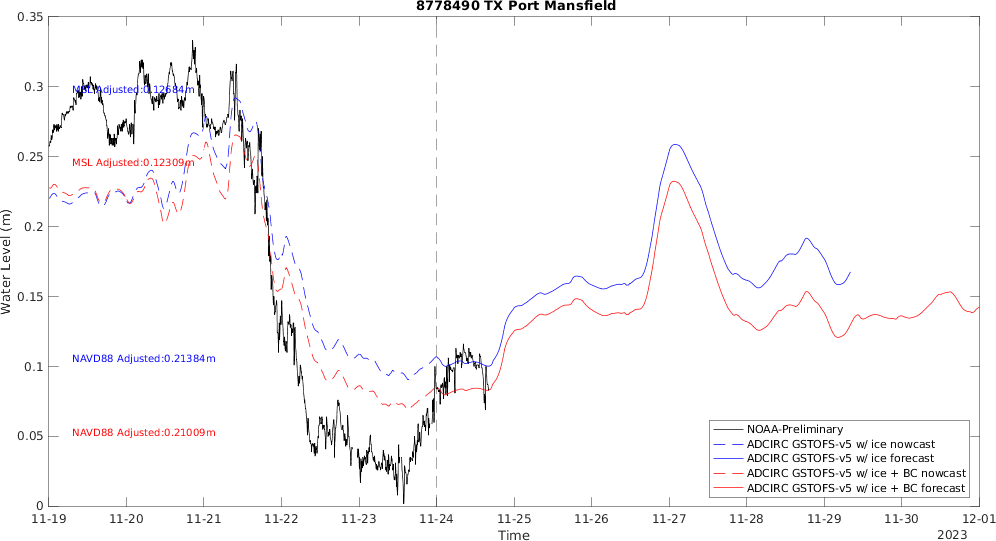 8778490 TX Port Mansfield
0.35
0.3
0.25
0.2
0.15
0.1
0.05
0
Water Level (m)
MSL Adjusted:0.12684m
MSL Adjusted:0.12309m
NAVD88 Adjusted:0.21384m
NAVD88 Adjusted:0.21009m
NOAA-Preliminary
ADCIRC GSTOFS-v5 w/ ice nowcast
ADCIRC GSTOFS-v5 w/ ice forecast
ADCIRC GSTOFS-v5 w/ ice + BC nowcast
ADCIRC GSTOFS-v5 w/ ice + BC forecast
11-19 11-20 11-21 11-22 11-23 11-24 11-25 11-26 11-27 11-28 11-29 11-30 12-01
Time
2023